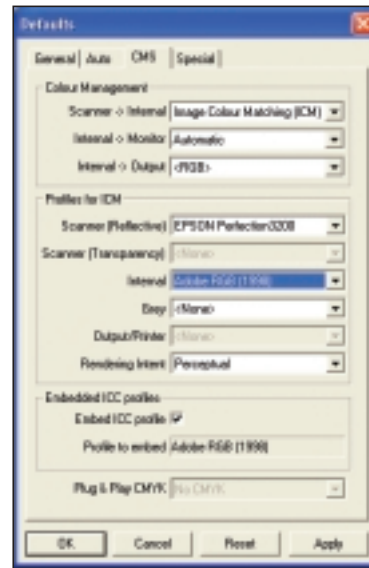 Defaults
General Auto CMS Special
Colour Management
Scanner -> Internal Image Colour Matching (ICM)
Internal -> Monitor Automatic
Internal -> Output <RGB>
Profiles for ICM
Scanner (Reflective) EPSON Perfection3200
Scanner (Transparency) <None>
Internal Adobe RGB (1998)
Grey <None>
Output/Printer <None>
Rendering Intent Perceptual
Embedded ICC profiles
Embed ICC profile
Profile to embed Adobe RGB (1998)
Plug & Play CMYK No CMYK
OK Cancel Reset Apply